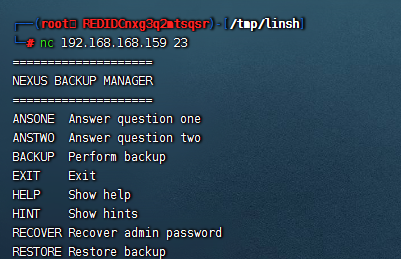 (root REDIDCnxg3q2mtsqsr)-[/tmp/linsh]
# nc 192.168.168.159 23
====================
NEXUS BACKUP MANAGER
====================
ANSONE Answer question one
ANSTWO Answer question two
BACKUP Perform backup
EXIT Exit
HELP Show help
HINT Show hints
RECOVER Recover admin password
RESTORE Restore backup